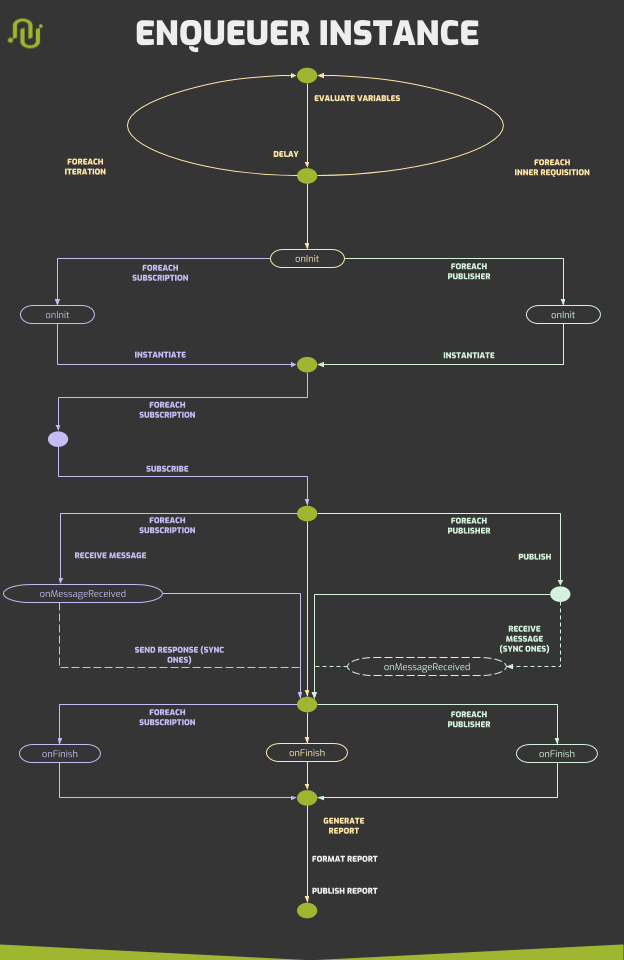 ENQUEUER INSTANCE
EVALUATE VARIABLES
DELAY
FOREACH
ITERATION
FOREACH
INNER REQUISITION
onInit
FOREACH
SUBSCRIPTION
FOREACH
PUBLISHER
onInit
onInit
INSTANTIATE
INSTANTIATE
FOREACH
SUBSCRIPTION
SUBSCRIBE
FOREACH
SUBSCRIPTION
FOREACH
PUBLISHER
RECEIVE MESSAGE
PUBLISH
onMessageReceived
RECEIVE
MESSAGE
(SYNC ONES)
SEND RESPONSE (SYNC
ONES)
onMessageReceived
FOREACH
SUBSCRIPTION
FOREACH
PUBLISHER
onFinish
onFinish
onFinish
GENERATE
REPORT
FORMAT REPORT
PUBLISH REPORT